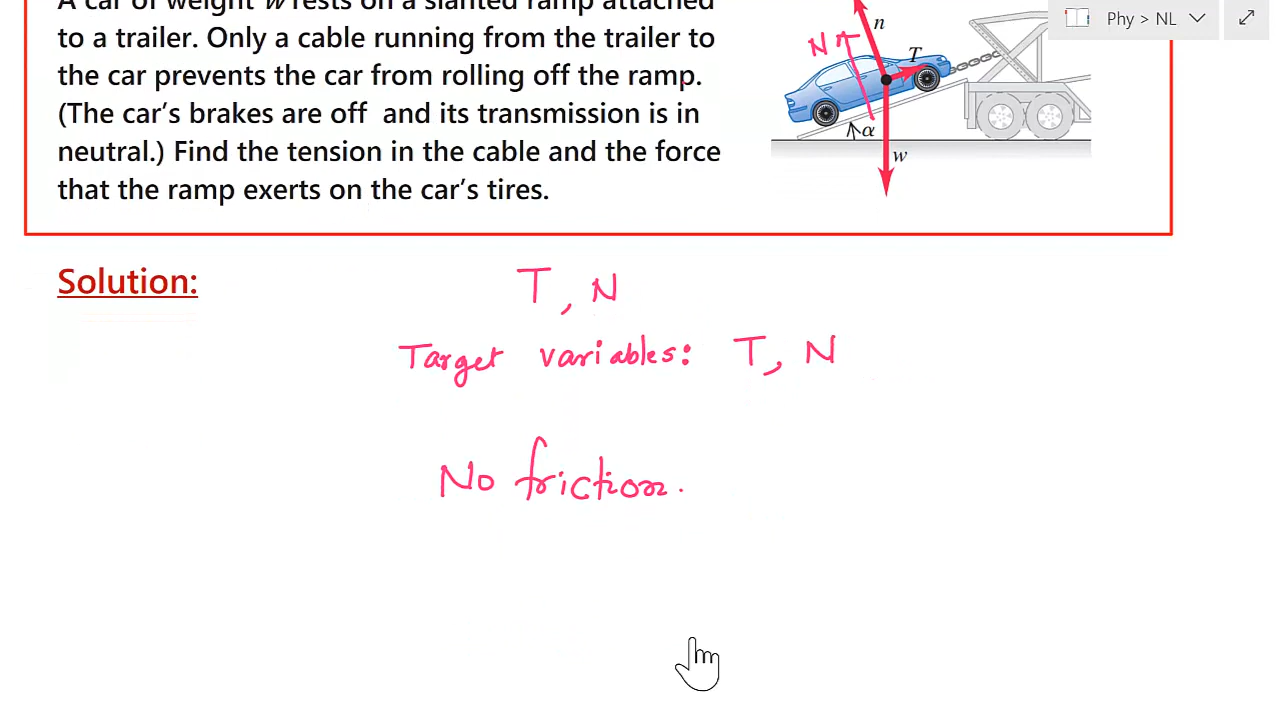 A car of weight w rests on a slanted ramp attached
to a trailer. Only a cable running from the trailer to
the car prevents the car from rolling off the ramp.
(The car's brakes are off and its transmission is in
neutral.) Find the tension in the cable and the force
that the ramp exerts on the car's tires.
n
N
T
α
w
Phy > NL
Solution:
T, N
Target variables: T, N
No friction.